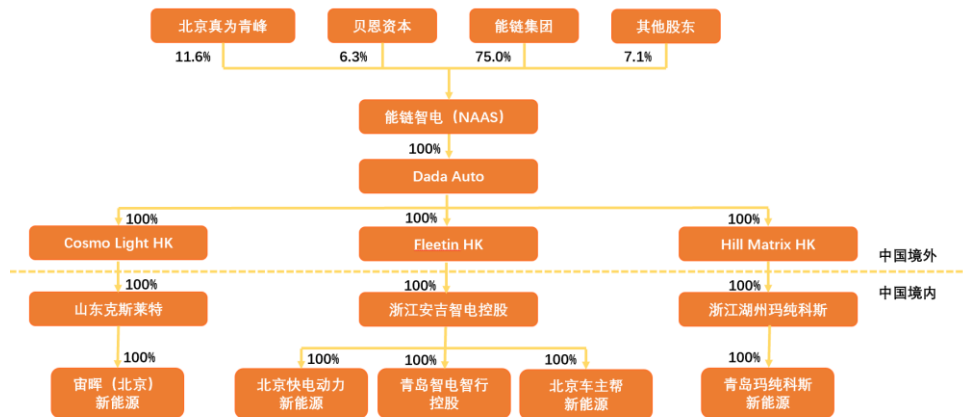 北京真为青峰
贝恩资本
能链集团
其他股东
11.6%
6.3%
75.0%
7.1%
能链智电（NAAS）
100%
Dada Auto
100%
100%
100%
Cosmo Light HK
Fleetin HK
Hill Matrix HK
中国境外
100%
100%
100%
中国境内
山东克斯莱特
浙江安吉智电控股
浙江湖州玛纯科斯
100%
100%
100%
100%
100%
宙晖（北京）
新能源
北京快电动力
新能源
青岛智电智行
控股
北京车主帮
新能源
青岛玛纯科斯
新能源